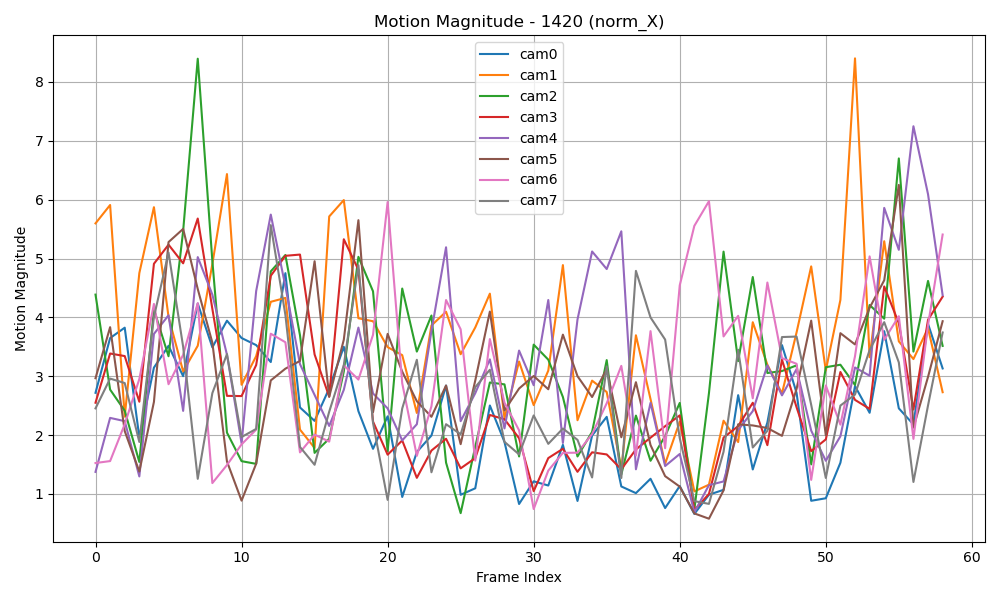 Motion Magnitude - 1420 (norm_X)
cam0
cam1
cam2
cam3
cam4
cam5
cam6
cam7
Motion Magnitude
8
7
6
5
4
3
2
1
0 10 20 30 40 50 60
Frame Index